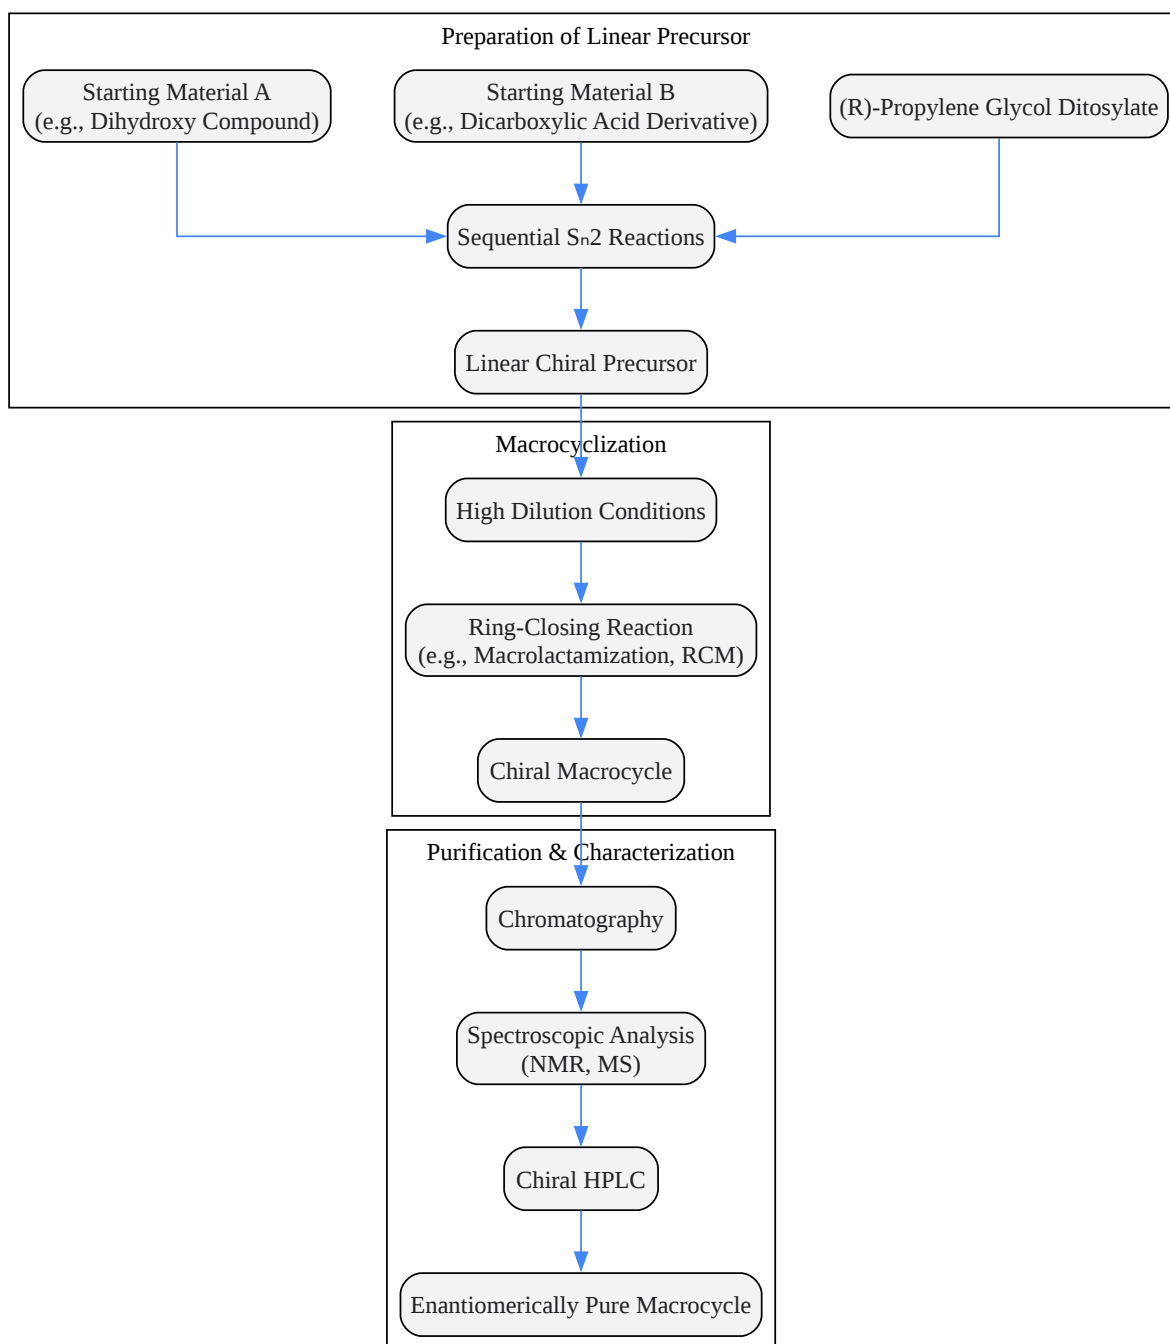 Preparation of Linear Precursor
Starting Material A
(e.g., Dihydroxy Compound)
Starting Material B
(e.g., Dicarboxylic Acid Derivative)
(R)-Propylene Glycol Ditosylate
Sequential Sₙ2 Reactions
Linear Chiral Precursor
Macrocyclization
High Dilution Conditions
Ring-Closing Reaction
(e.g., Macrolactamization, RCM)
Chiral Macrocycle
Purification & Characterization
Chromatography
Spectroscopic Analysis
(NMR, MS)
Chiral HPLC
Enantiomerically Pure Macrocycle